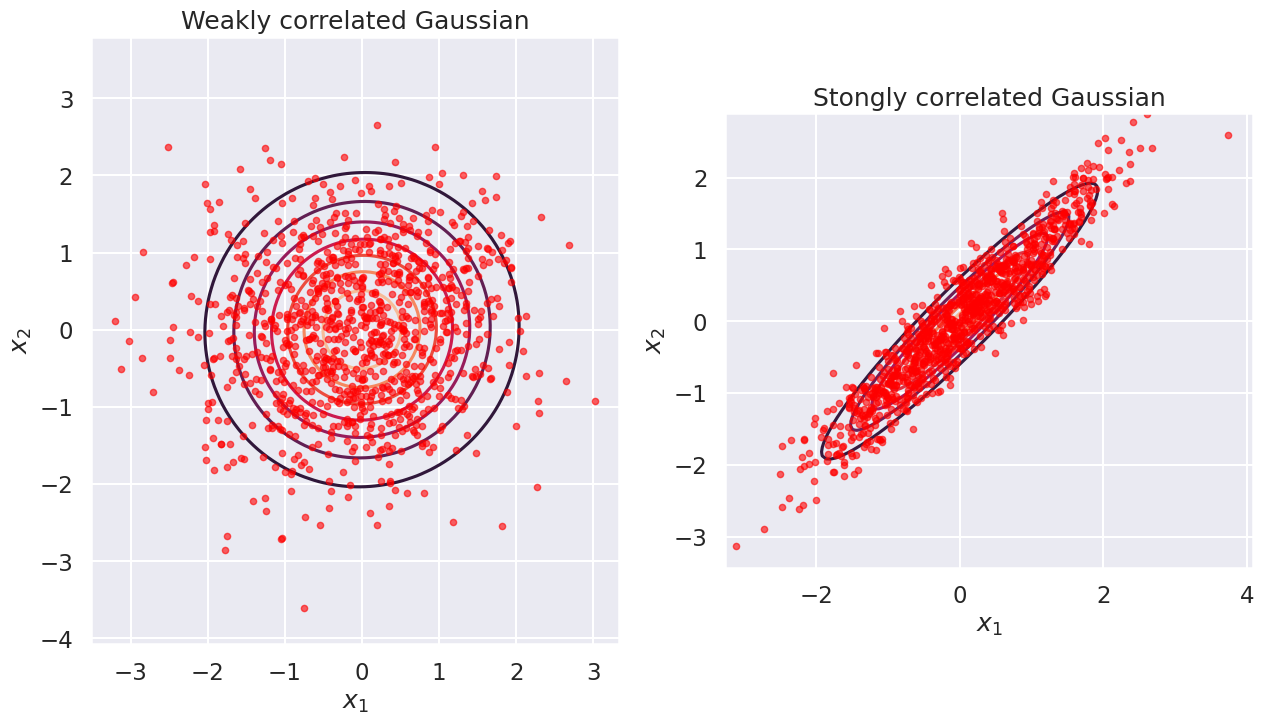 Weakly correlated Gaussian
3
2
1
0
−1
−2
−3
−4
x₂
−3 −2 −1 0 1 2 3
x₁
Stongly correlated Gaussian
2
1
0
−1
−2
−3
x₂
−2 0 2 4
x₁